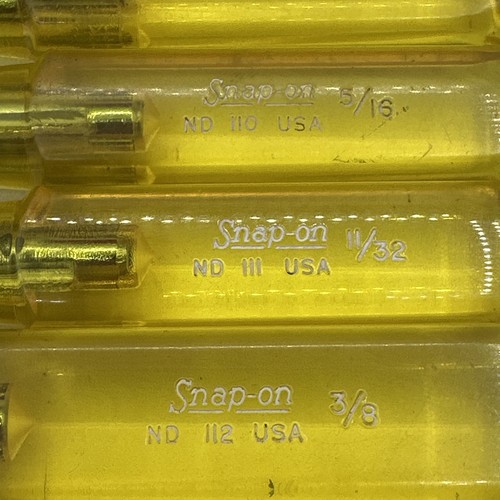 Snap-on 5/16
ND 110 USA
Snap-on 11/32
ND 111 USA
Snap-on 3/8
ND 112 USA